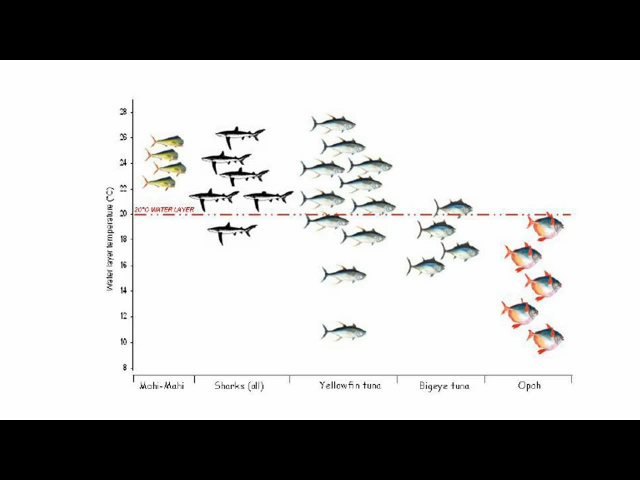 Water layer temperature (°C)
28
26
24
22
20°C WATER LAYER
20
18
16
14
12
10
8
Mahi-Mahi
Sharks (all)
Yellowfin tuna
Bigeye tuna
Opah